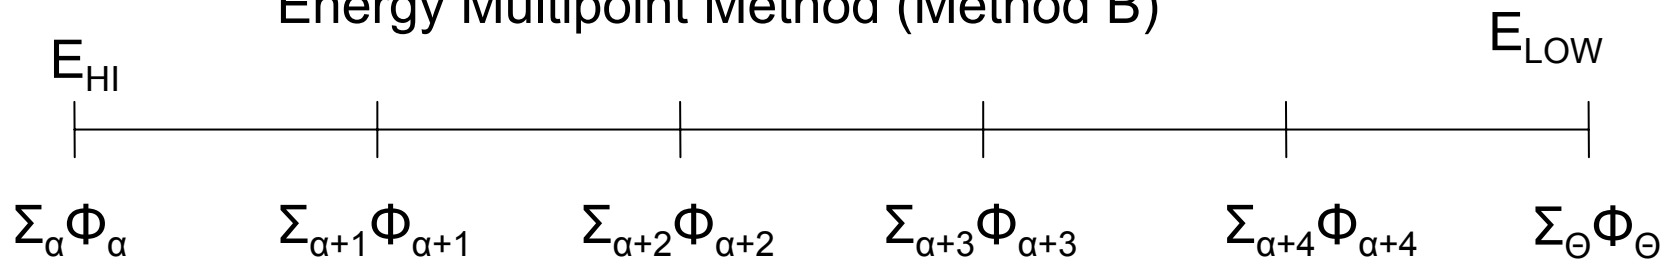 Energy Multipoint Method (Method B)
E_HI E_LOW
Σ_αΦ_α Σ_α+1Φ_α+1 Σ_α+2Φ_α+2 Σ_α+3Φ_α+3 Σ_α+4Φ_α+4 Σ_ΘΦ_Θ